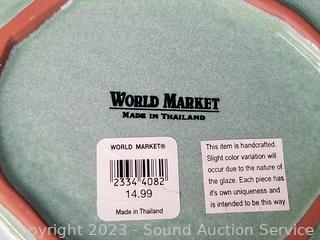 WORLD MARKET
MADE IN THAILAND
WORLD MARKET®
2334 4082
14.99
Made in Thailand
This item is handcrafted.
Slight color variation will
occur due to the nature of
the glaze. Each piece has
it's own uniqueness and
is intended to be this way
Copyright 2023 - Sound Auction Service